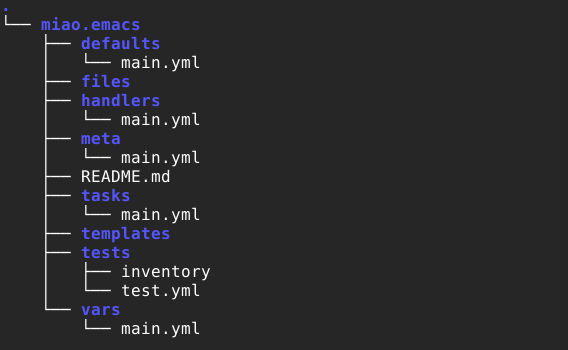 .
└── miao.emacs
    ├── defaults
    │   └── main.yml
    ├── files
    ├── handlers
    │   └── main.yml
    ├── meta
    │   └── main.yml
    ├── README.md
    ├── tasks
    │   └── main.yml
    ├── templates
    ├── tests
    │   ├── inventory
    │   └── test.yml
    └── vars
        └── main.yml